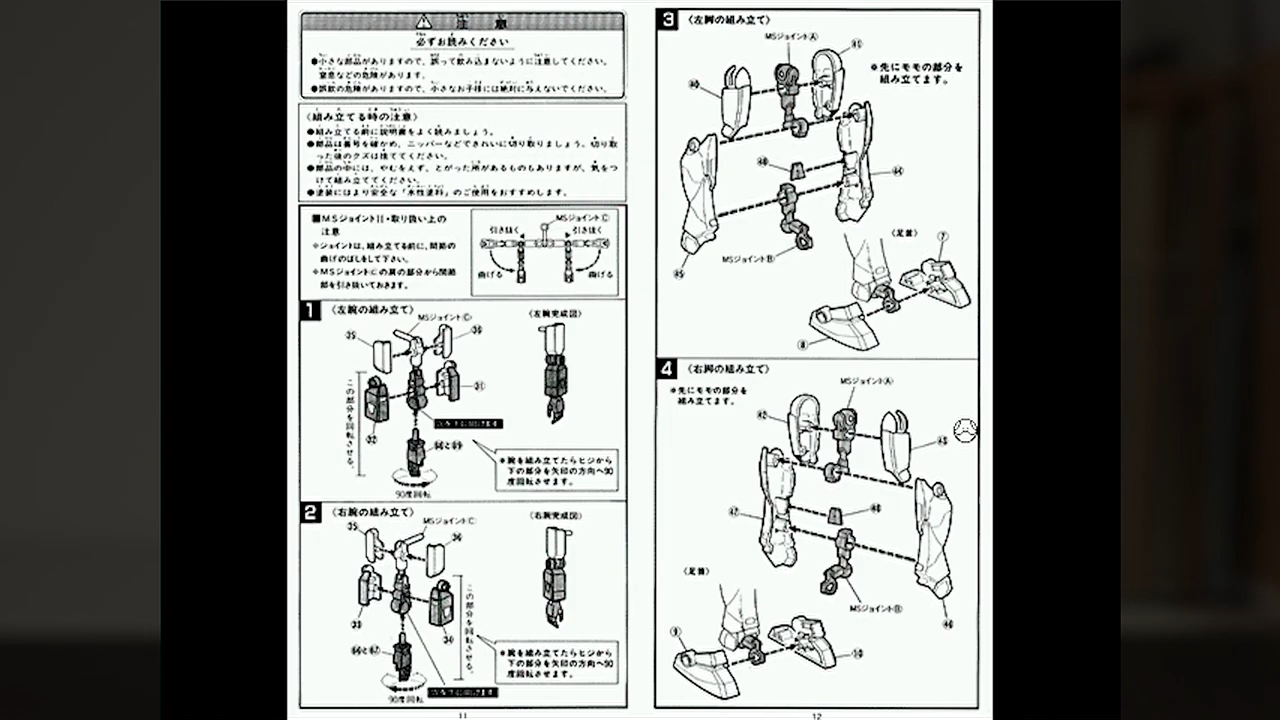 注意
必ずお読みください
●小さな部品がありますので、誤って飲み込まないように注意してください。
窒息などの危険があります。
●誤飲の危険がありますので、小さなお子様には絶対に与えないでください。
〈組み立てる時の注意〉
●組み立てる前に説明書をよく読みましょう。
●部品は番号を確かめ、ニッパーなどできれいに切り取りましょう。切り取
った後のクズは捨ててください。
●部品の中には、やむをえず、とがった所があるものもありますが、気をつ
けて組み立ててください。
●塗装にはより安全な「水性塗料」のご使用をおすすめします。
■MSジョイントII・取り扱い上の
注意
※ジョイントは、組み立てる前に、関節の
曲げのばしをして下さい。
※MSジョイントⒸの肩の部分から関節
部を引き抜いておきます。
MSジョイントⒸ
引き抜く
引き抜く
曲げる
曲げる
1 〈左腕の組み立て〉
MSジョイントⒸ
〈左腕完成図〉
この部分を回転させる。
90度回転
※腕を組み立てたらヒジから
下の部分を矢印の方向へ90
度回転させます。
2 〈右腕の組み立て〉
MSジョイントⒸ
〈右腕完成図〉
この部分を回転させる。
90度回転
※腕を組み立てたらヒジから
下の部分を矢印の方向へ90
度回転させます。
11
3 〈左脚の組み立て〉
MSジョイントⒶ
※先にモモの部分を
組み立てます。
MSジョイントⒷ
〈足首〉
⑦
⑧
4 〈右脚の組み立て〉
MSジョイントⒶ
※先にモモの部分を
組み立てます。
MSジョイントⒷ
〈足首〉
⑨
⑩
12